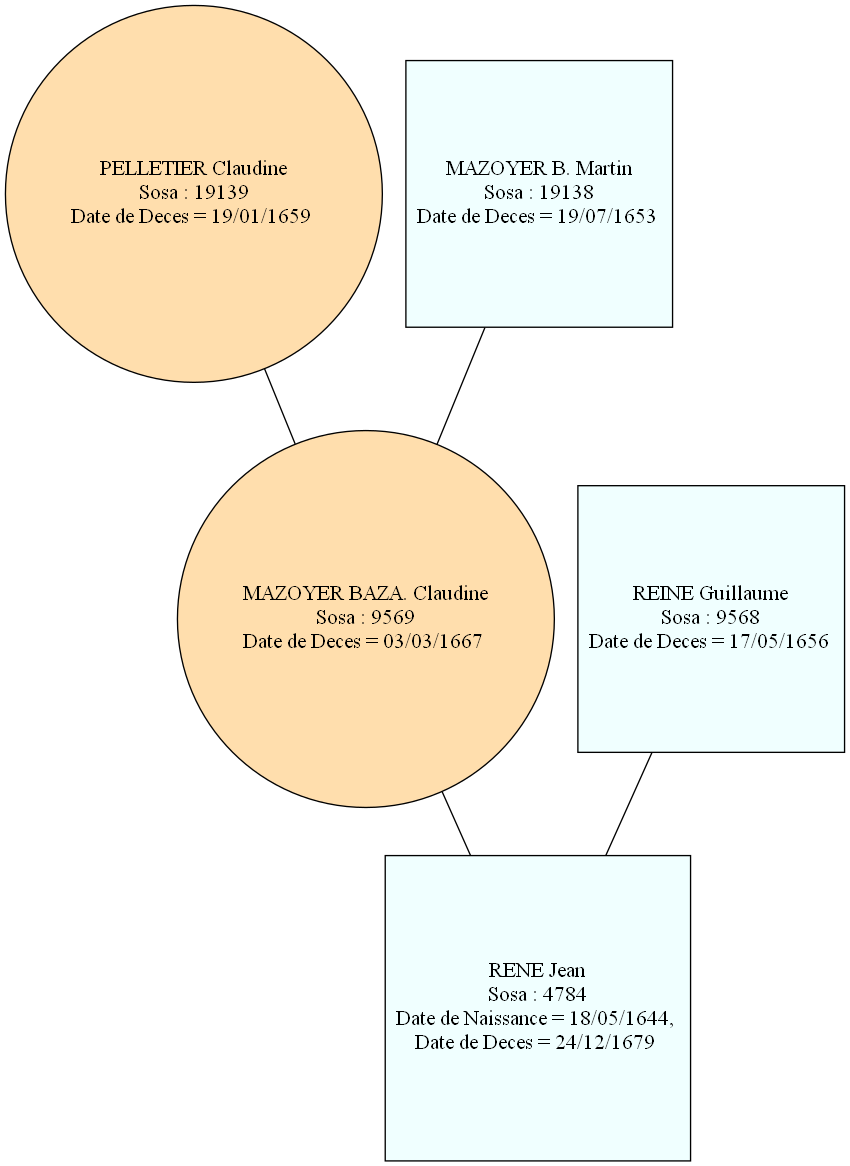 PELLETIER Claudine
Sosa : 19139
Date de Deces = 19/01/1659
MAZOYER B. Martin
Sosa : 19138
Date de Deces = 19/07/1653
MAZOYER BAZA. Claudine
Sosa : 9569
Date de Deces = 03/03/1667
REINE Guillaume
Sosa : 9568
Date de Deces = 17/05/1656
RENE Jean
Sosa : 4784
Date de Naissance = 18/05/1644,
Date de Deces = 24/12/1679